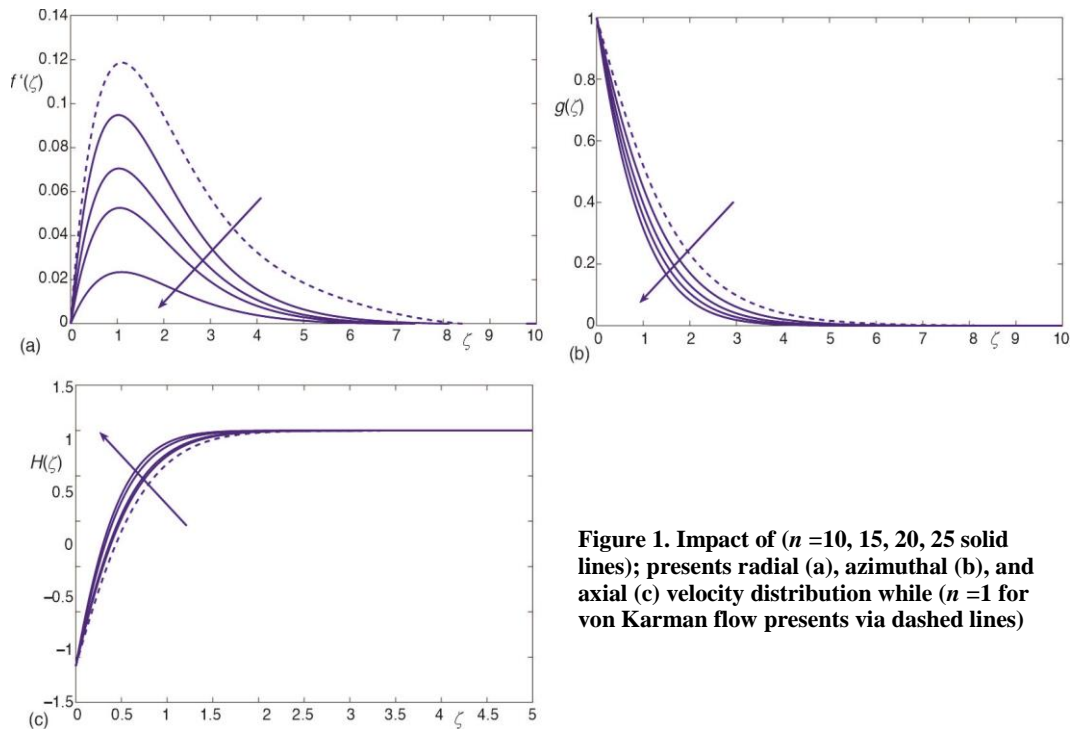 0.14
0.12
f '(ζ)
0.1
0.08
0.06
0.04
0.02
0
0 1 2 3 4 5 6 7 8 ζ 9 10
(a)
1
g(ζ)
0.8
0.6
0.4
0.2
0
0 1 2 3 4 5 6 7 8 ζ 9 10
(b)
1.5
1
H(ζ)
0.5
0
−0.5
−1
−1.5
0 0.5 1 1.5 2 2.5 3 3.5 4 ζ 4.5 5
(c)
Figure 1. Impact of (n =10, 15, 20, 25 solid
lines); presents radial (a), azimuthal (b), and
axial (c) velocity distribution while (n =1 for
von Karman flow presents via dashed lines)